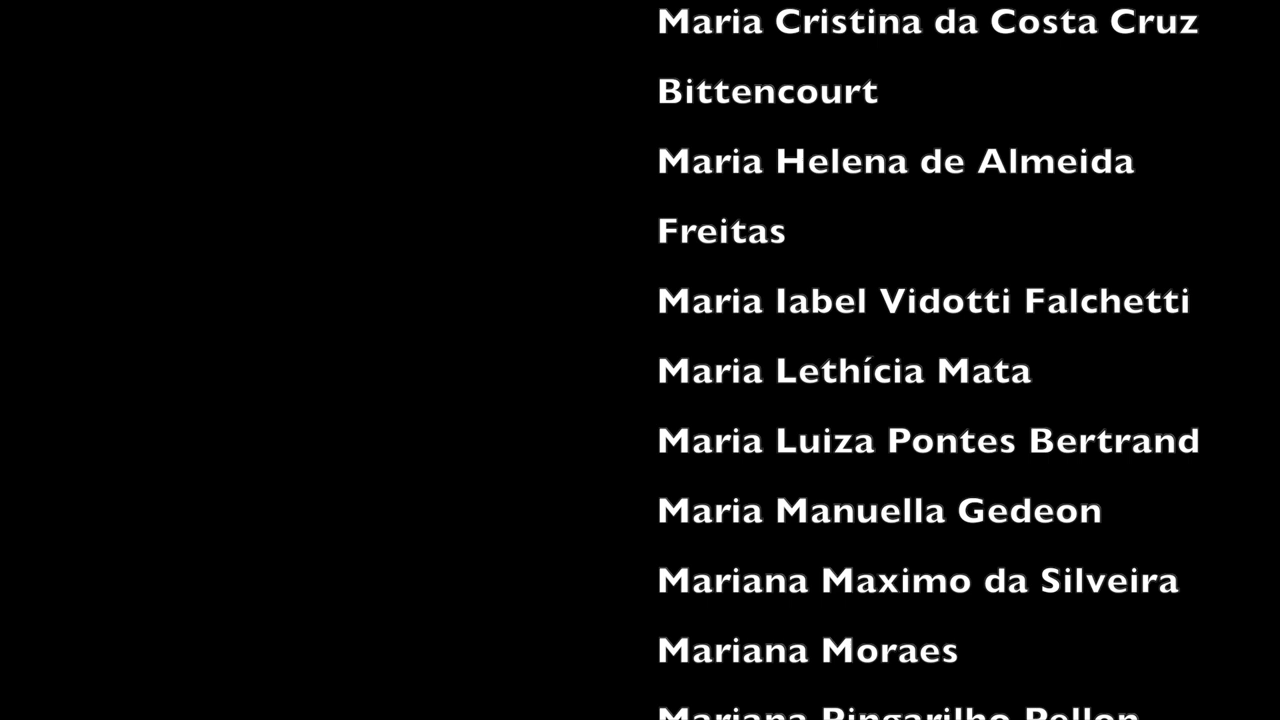 Maria Cristina da Costa Cruz
Bittencourt
Maria Helena de Almeida
Freitas
Maria Iabel Vidotti Falchetti
Maria Lethícia Mata
Maria Luiza Pontes Bertrand
Maria Manuella Gedeon
Mariana Maximo da Silveira
Mariana Moraes
Mariana Pingarilho Pellon